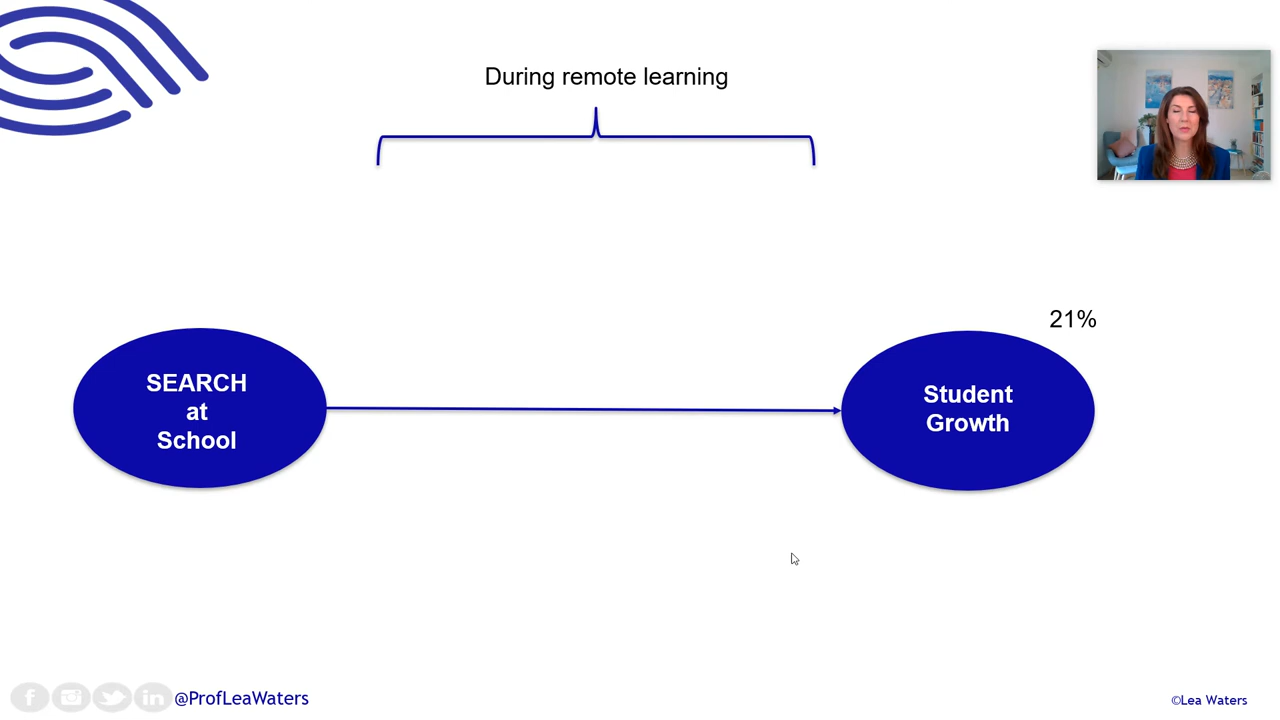 During remote learning
21%
SEARCH
at
School
Student
Growth
@ProfLeaWaters
©Lea Waters